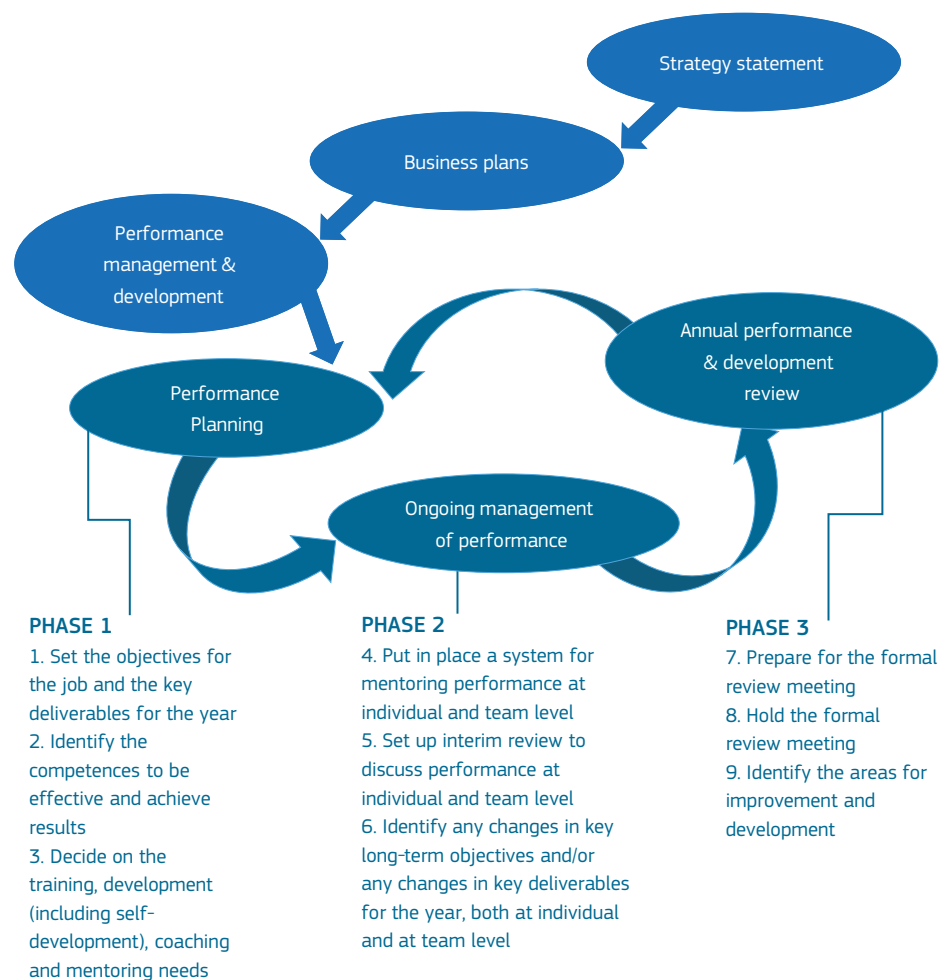 Strategy statement
Business plans
Performance
management &
development
Annual performance
& development
review
Performance
Planning
Ongoing management
of performance
PHASE 1
1. Set the objectives for
the job and the key
deliverables for the year
2. Identify the
competences to be
effective and achieve
results
3. Decide on the
training, development
(including self-
development), coaching
and mentoring needs
PHASE 2
4. Put in place a system for
mentoring performance at
individual and team level
5. Set up interim review to
discuss performance at
individual and team level
6. Identify any changes in key
long-term objectives and/or
any changes in key deliverables
for the year, both at individual
and at team level
PHASE 3
7. Prepare for the formal
review meeting
8. Hold the formal
review meeting
9. Identify the areas for
improvement and
development